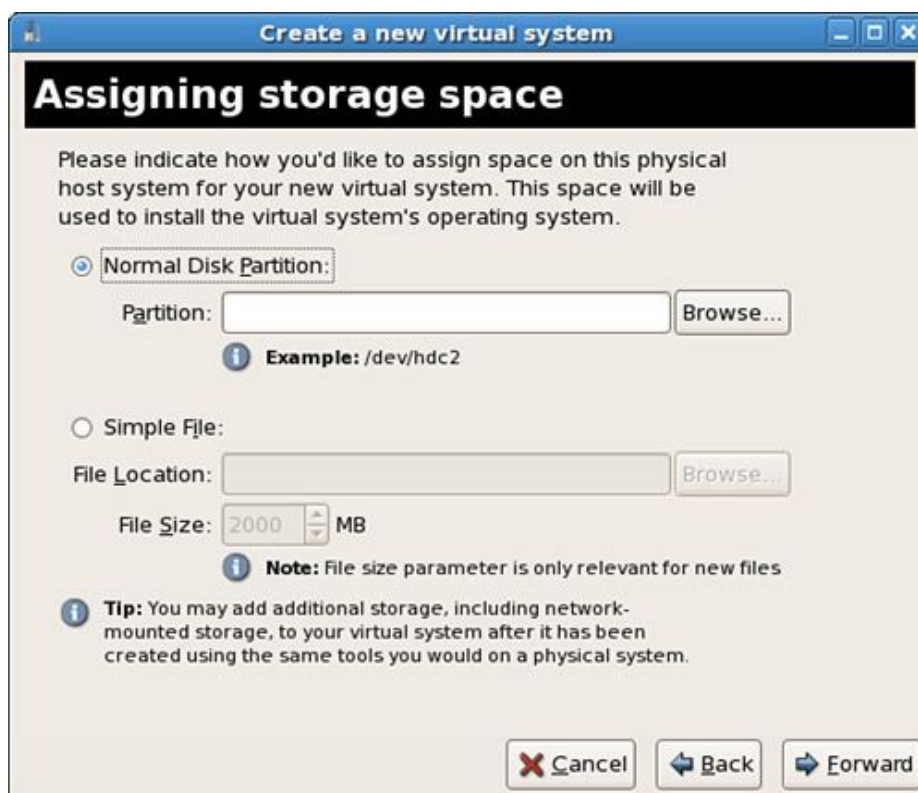 Create a new virtual system
Assigning storage space
Please indicate how you'd like to assign space on this physical
host system for your new virtual system. This space will be
used to install the virtual system's operating system.
Normal Disk Partition:
Partition: Browse...
Example: /dev/hdc2
Simple File:
File Location: Browse...
File Size: 2000 MB
Note: File size parameter is only relevant for new files
Tip: You may add additional storage, including network-
mounted storage, to your virtual system after it has been
created using the same tools you would on a physical system.
Cancel Back Forward